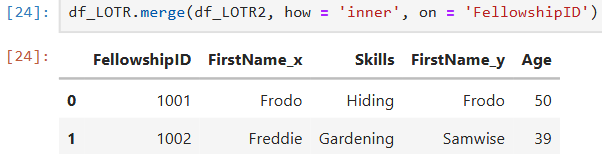 [24]: df_LOTR.merge(df_LOTR2, how = 'inner', on = 'FellowshipID')
[24]:
FellowshipID FirstName_x Skills FirstName_y Age
0 1001 Frodo Hiding Frodo 50
1 1002 Freddie Gardening Samwise 39